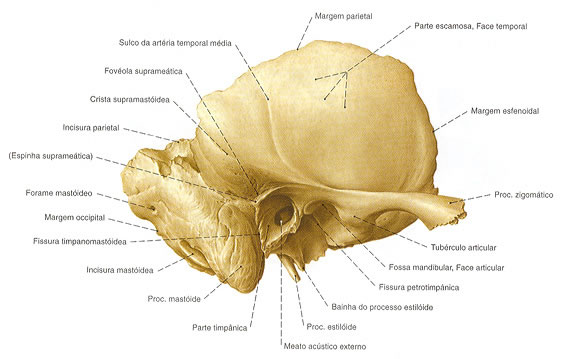 Margem parietal
Parte escamosa, Face temporal
Sulco da artéria temporal média
Fovéola supramеática
Crista supramastóidea
Margem esfenoidal
Incisura parietal
(Espinha suprameática)
Forame mastóideo
Proc. zigomático
Margem occipital
Fissura timpanomastóidea
Tubérculo articular
Incisura mastóidea
Fossa mandibular, Face articular
Fissura petrotimpânica
Proc. mastóide
Bainha do processo estilóide
Parte timpânica
Proc. estilóide
Meato acústico externo